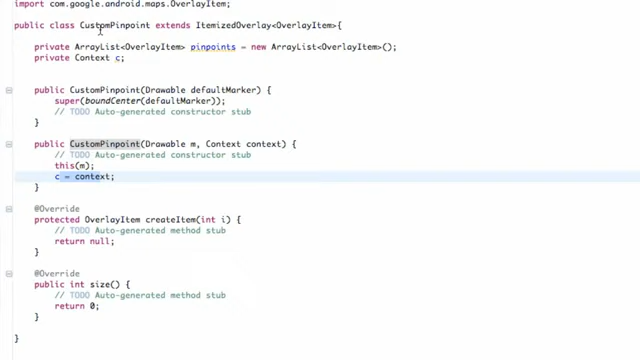 import com.google.android.maps.OverlayItem;
public class CustomPinpoint extends ItemizedOverlay<OverlayItem>{
private ArrayList<OverlayItem> pinpoints = new ArrayList<OverlayItem>();
private Context c;
public CustomPinpoint(Drawable defaultMarker) {
super(boundCenter(defaultMarker));
// TODO Auto-generated constructor stub
}
public CustomPinpoint(Drawable m, Context context) {
// TODO Auto-generated constructor stub
this(m);
c = context;
}
@Override
protected OverlayItem createItem(int i) {
// TODO Auto-generated method stub
return null;
}
@Override
public int size() {
// TODO Auto-generated method stub
return 0;
}
}